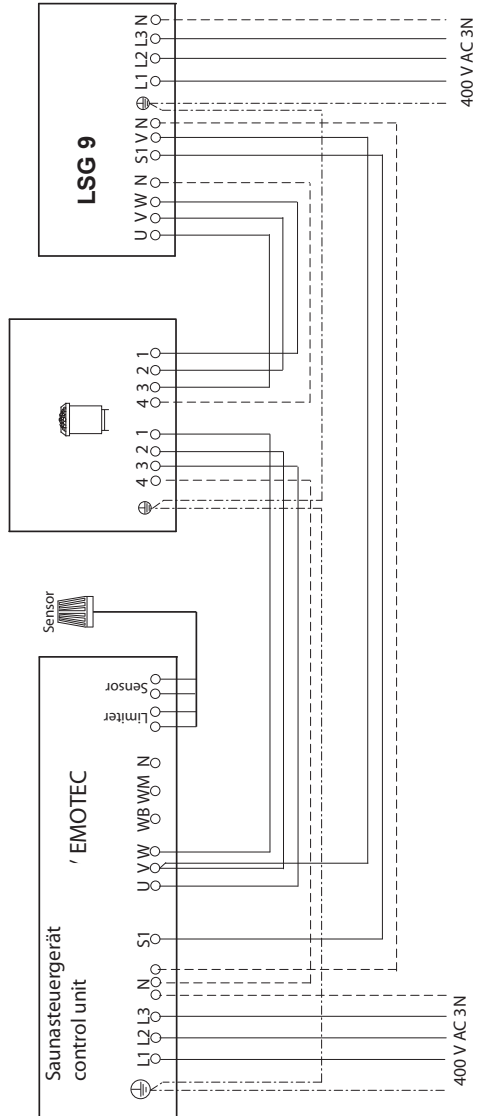 Saunasteuergerät
control unit
' EMOTEC
L1 L2 L3 N S1 U V W WB WM N
Limiter
Sensor
Sensor
4 3 2 1 4 3 2 1
LSG 9
U V W N S1 V N L1 L2 L3 N
400 V AC 3N
400 V AC 3N